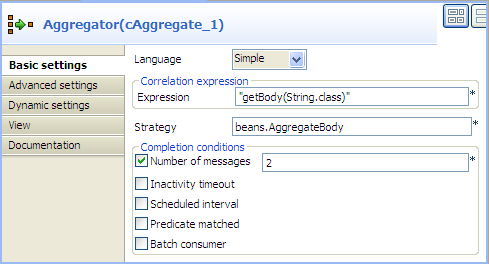 Aggregator(cAggregate_1)
Basic settings
Advanced settings
Dynamic settings
View
Documentation
Language Simple
Correlation expression
Expression "getBody(String.class)" *
Strategy beans.AggregateBody *
Completion conditions
Number of messages 2 *
Inactivity timeout
Scheduled interval
Predicate matched
Batch consumer